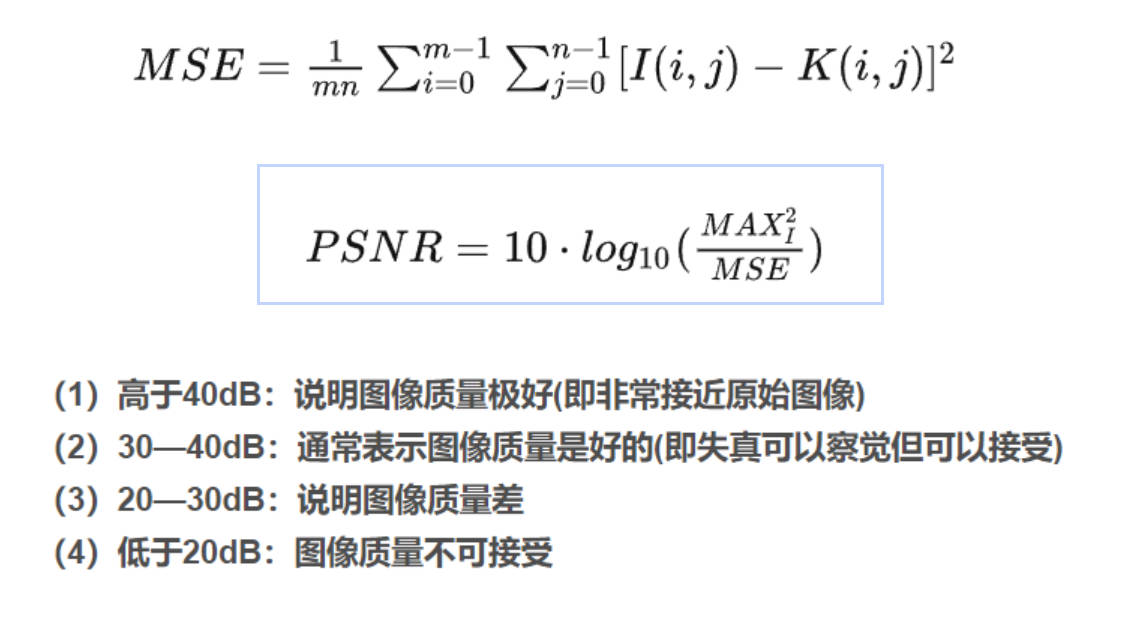 $MSE = \frac{1}{mn} \sum_{i=0}^{m-1} \sum_{j=0}^{n-1} [I(i,j) - K(i,j)]^2$
$PSNR = 10 \cdot log_{10}(\frac{MAX_I^2}{MSE})$
（1）高于40dB：说明图像质量极好(即非常接近原始图像)
（2）30—40dB：通常表示图像质量是好的(即失真可以察觉但可以接受)
（3）20—30dB：说明图像质量差
（4）低于20dB：图像质量不可接受